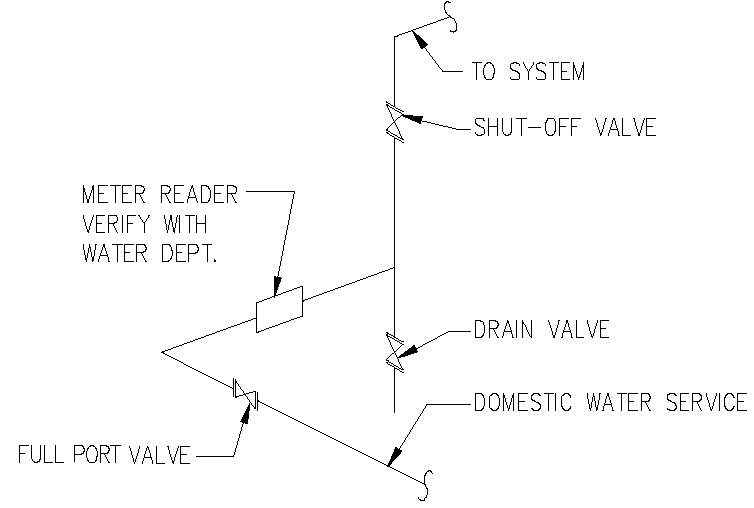 TO SYSTEM
SHUT-OFF VALVE
METER READER
VERIFY WITH
WATER DEPT.
DRAIN VALVE
DOMESTIC WATER SERVICE
FULL PORT VALVE